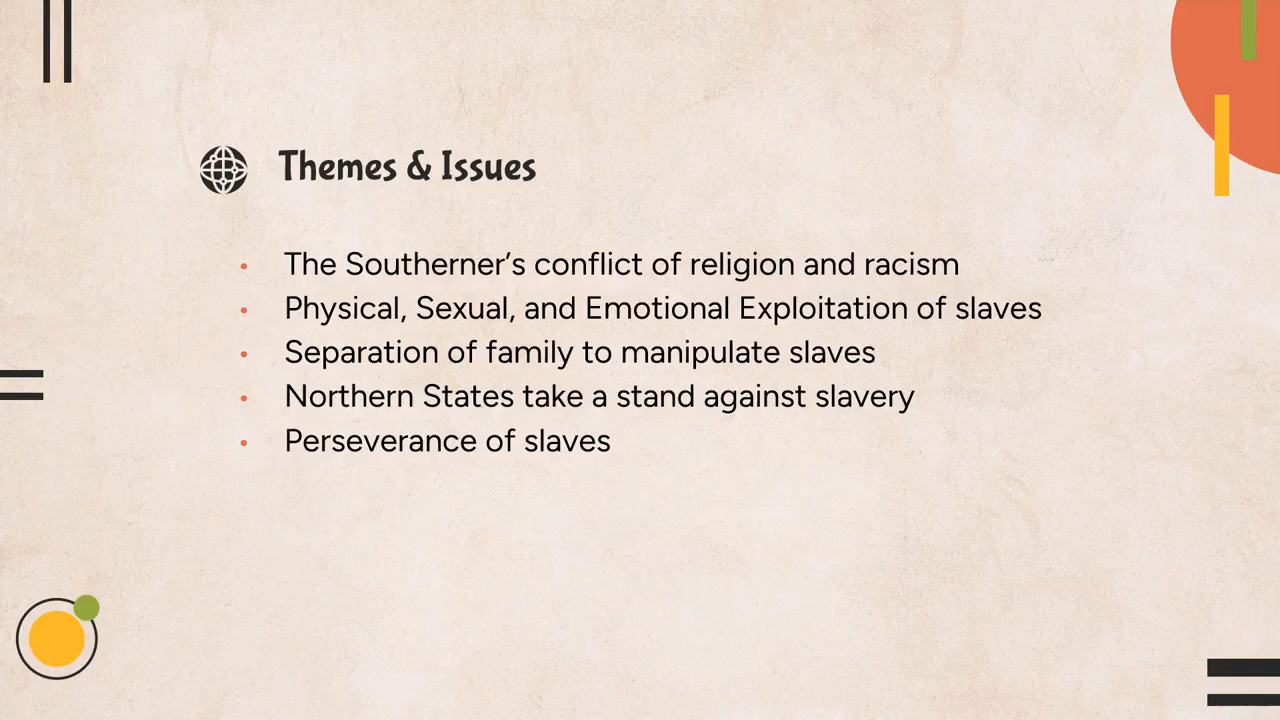 Themes & Issues
• The Southerner’s conflict of religion and racism
• Physical, Sexual, and Emotional Exploitation of slaves
• Separation of family to manipulate slaves
• Northern States take a stand against slavery
• Perseverance of slaves